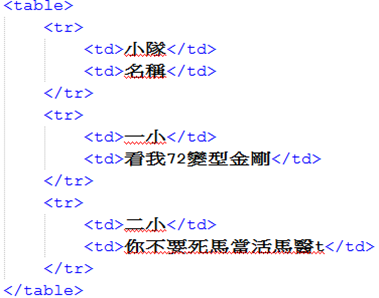 <table>
<tr>
<td>小隊</td>
<td>名稱</td>
</tr>
<tr>
<td>一小</td>
<td>看我72變型金剛</td>
</tr>
<tr>
<td>二小</td>
<td>你不要死馬當活馬醫t</td>
</tr>
</table>